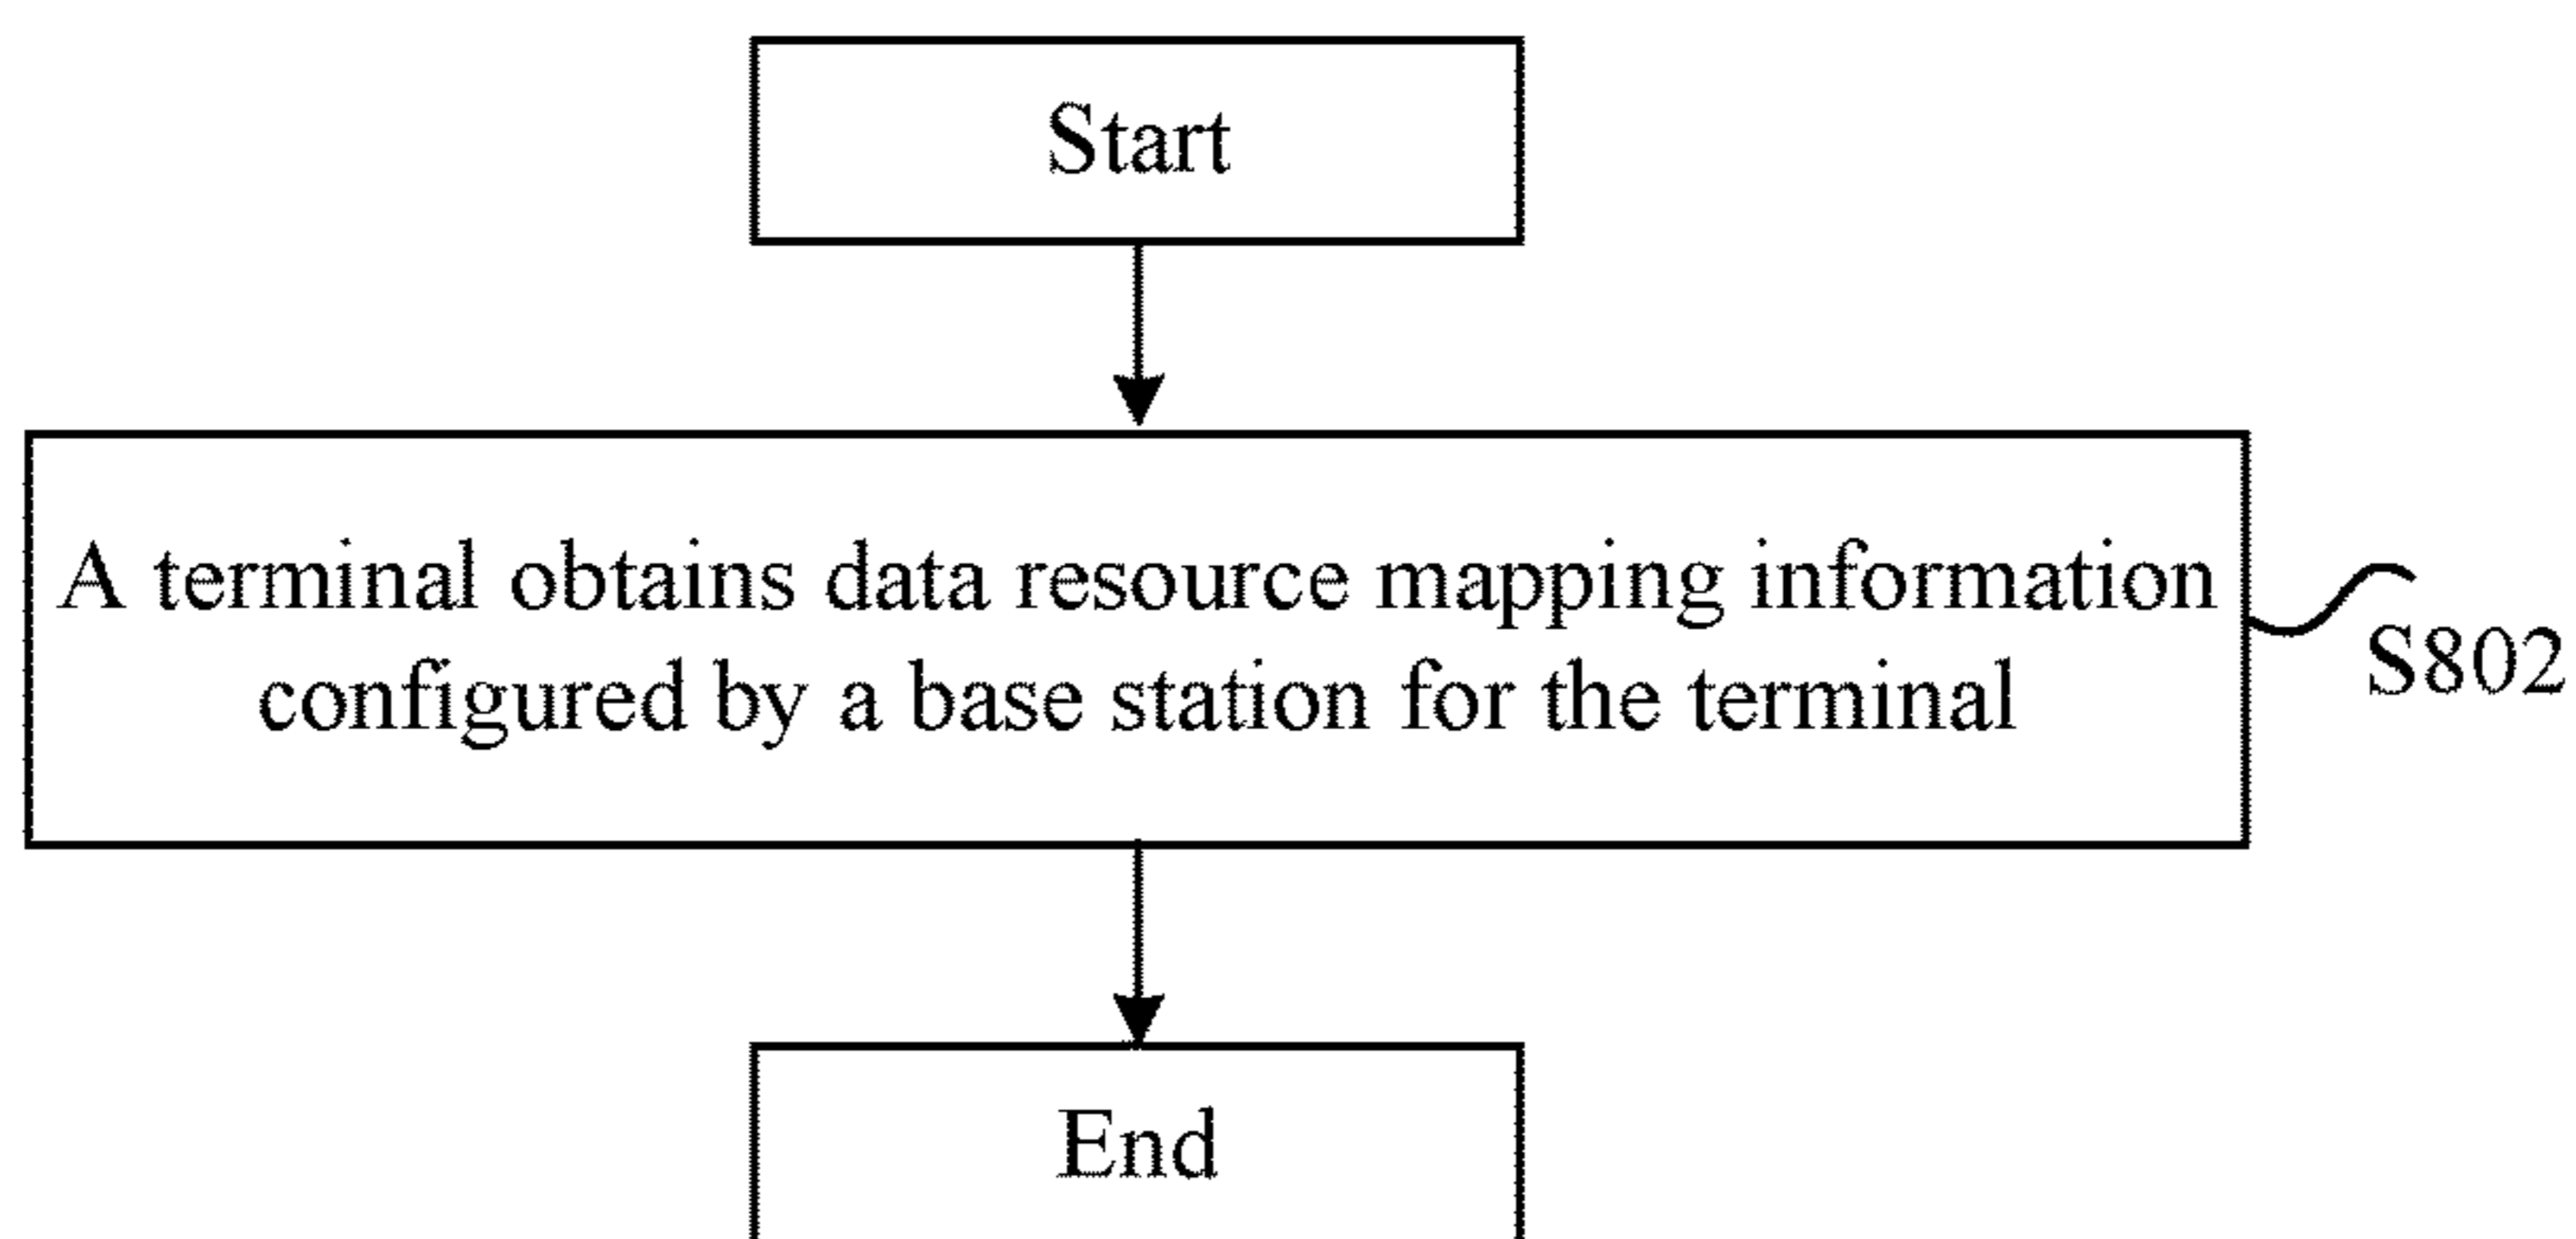 Start
A terminal obtains data resource mapping information
configured by a base station for the terminal
S802
End